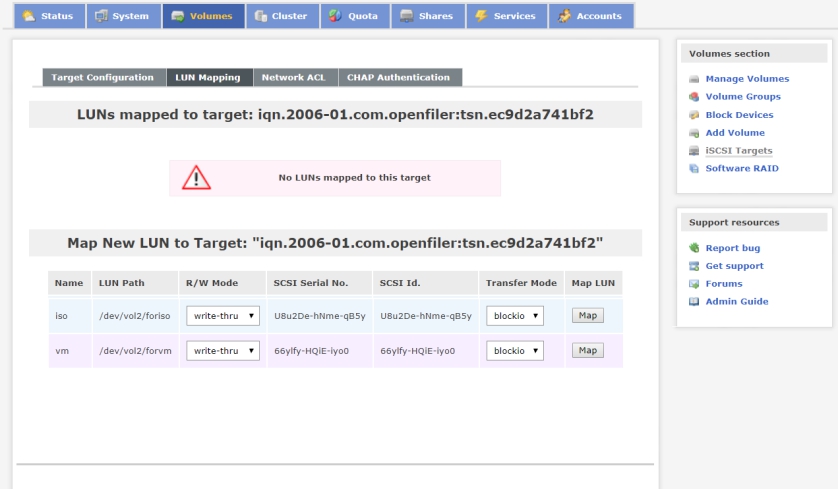 Status System Volumes Cluster Quota Shares Services Accounts
Target Configuration LUN Mapping Network ACL CHAP Authentication
LUNs mapped to target: iqn.2006-01.com.openfiler:tsn.ec9d2a741bf2
No LUNs mapped to this target
Map New LUN to Target: "iqn.2006-01.com.openfiler:tsn.ec9d2a741bf2"
Name LUN Path R/W Mode SCSI Serial No. SCSI Id. Transfer Mode Map LUN
iso /dev/vol2/foriso write-thru U8u2De-hNme-qB5y U8u2De-hNme-qB5y blockio Map
vm /dev/vol2/forvm write-thru 66ylfy-HQiE-iyo0 66ylfy-HQiE-iyo0 blockio Map
Volumes section
Manage Volumes
Volume Groups
Block Devices
Add Volume
iSCSI Targets
Software RAID
Support resources
Report bug
Get support
Forums
Admin Guide